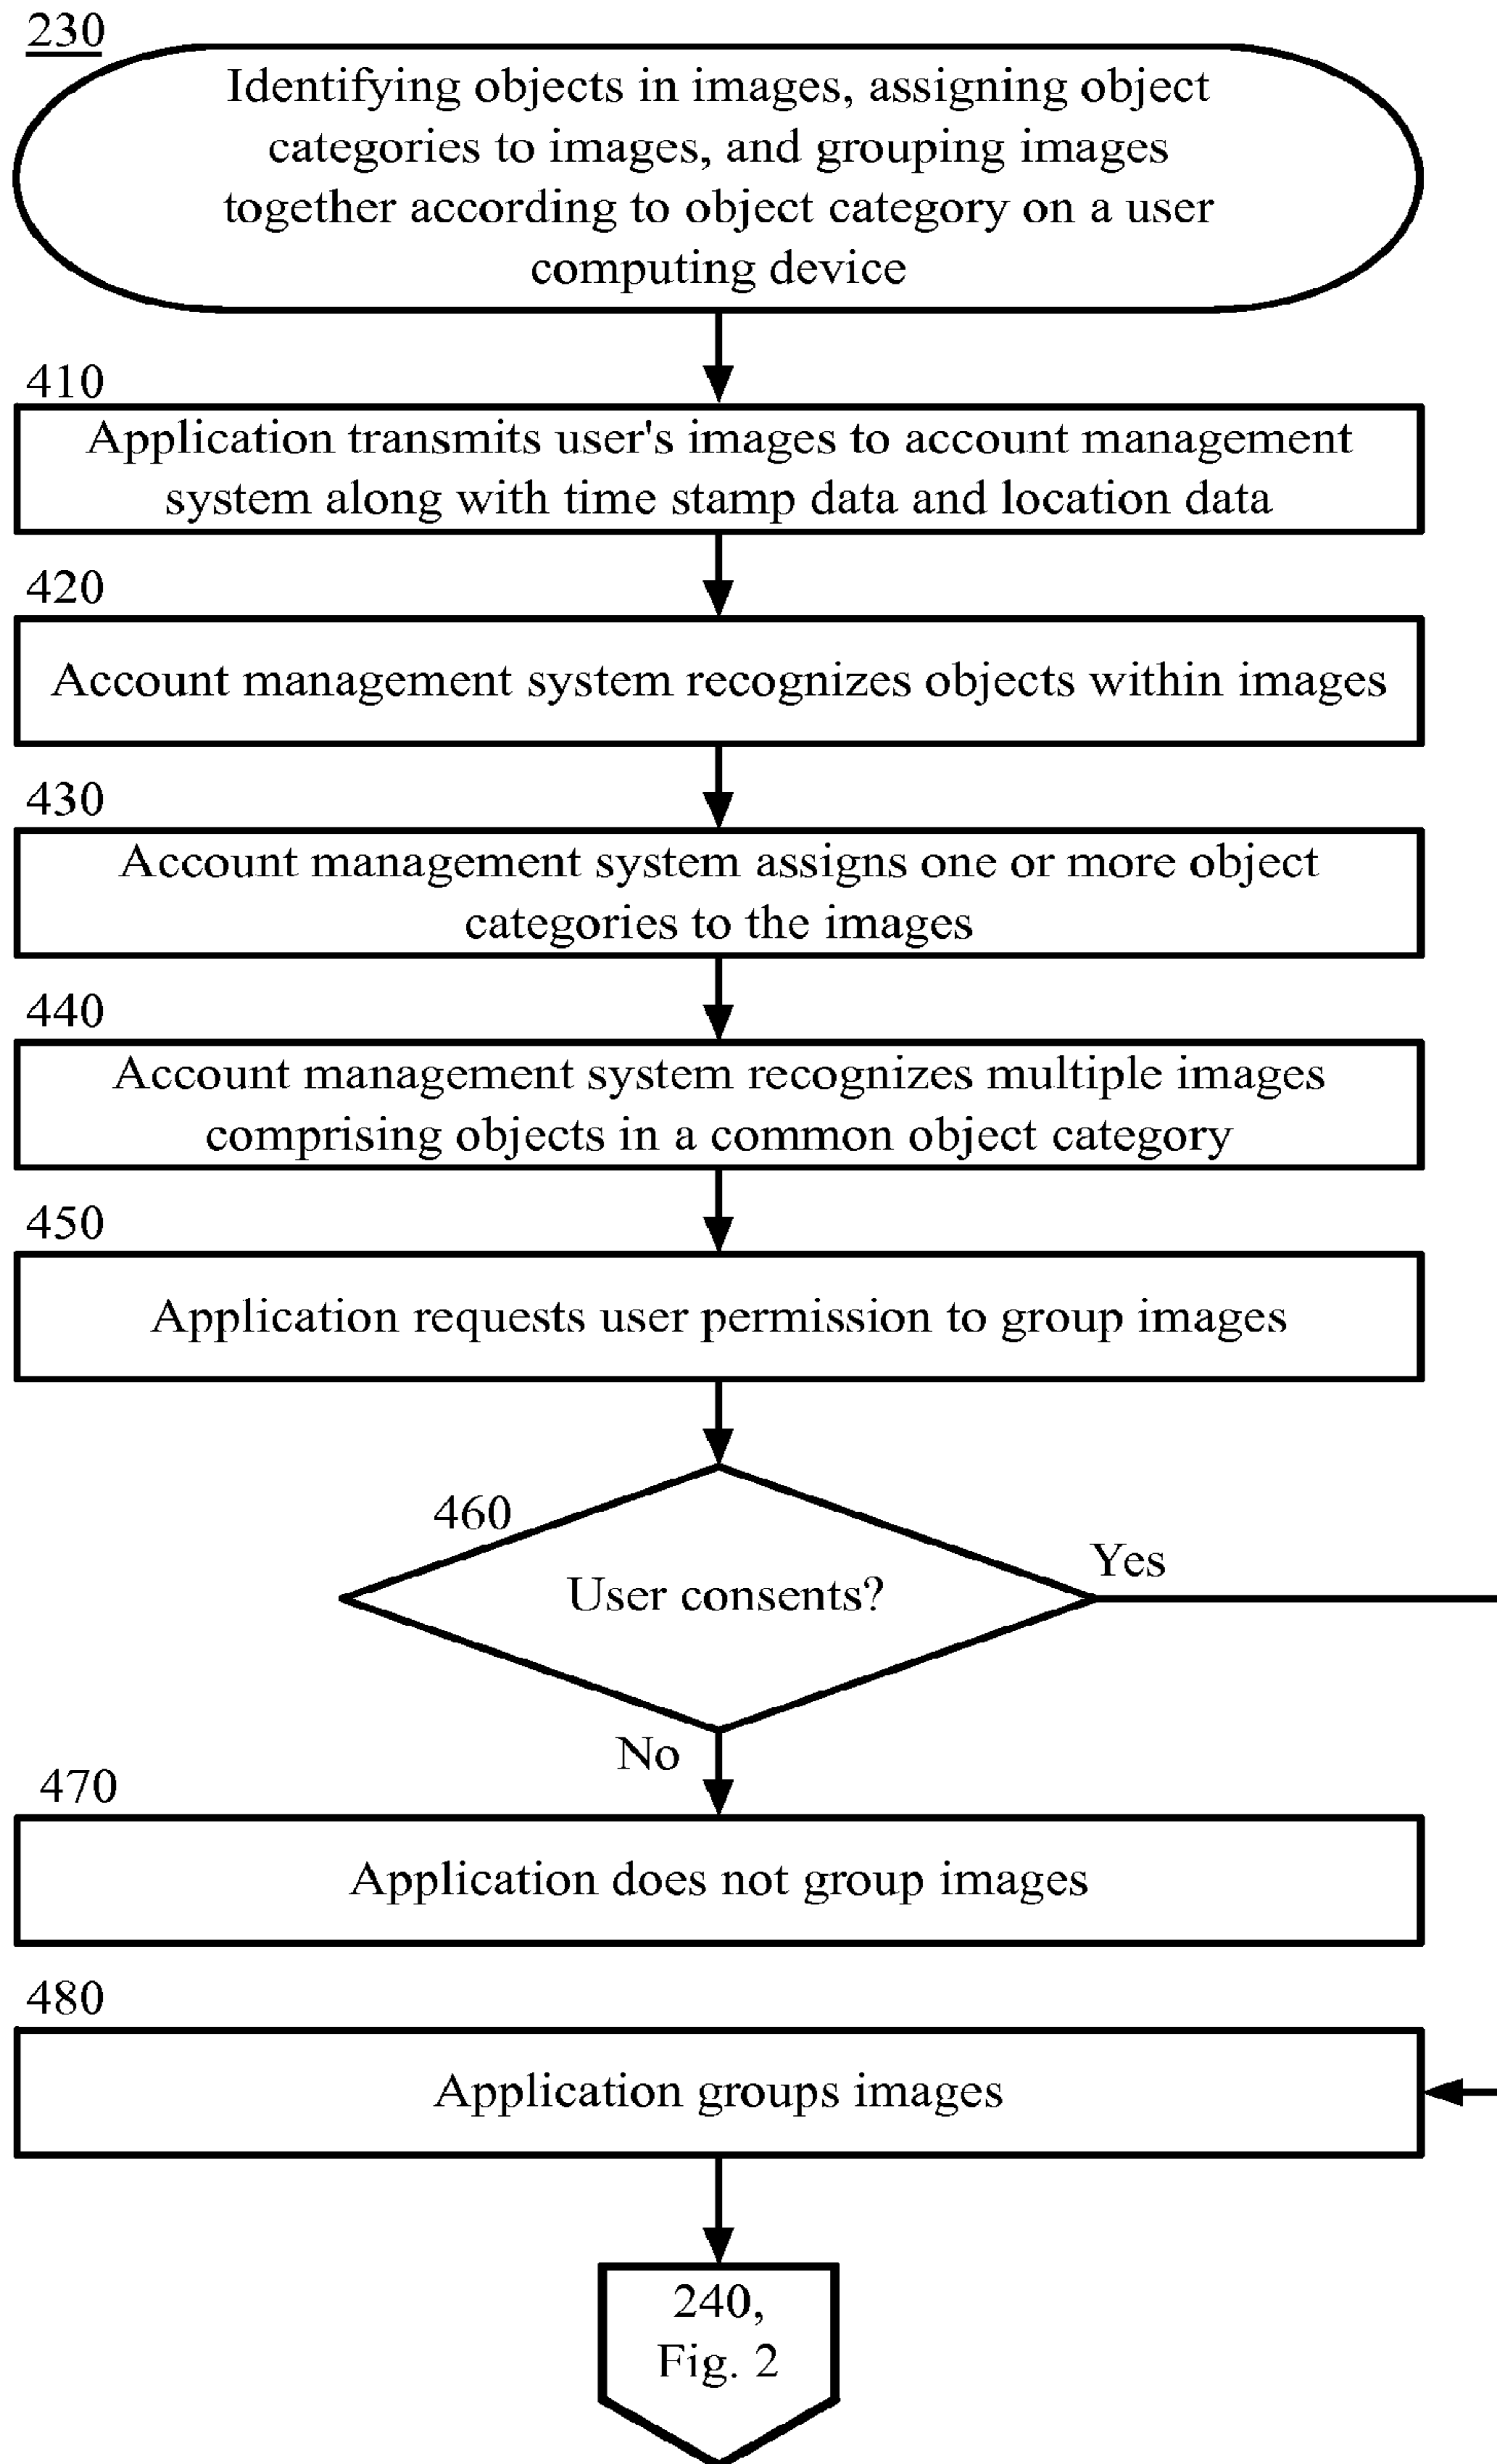 230
Identifying objects in images, assigning object
categories to images, and grouping images
together according to object category on a user
computing device
410
Application transmits user's images to account management
system along with time stamp data and location data
420
Account management system recognizes objects within images
430
Account management system assigns one or more object
categories to the images
440
Account management system recognizes multiple images
comprising objects in a common object category
450
Application requests user permission to group images
460
User consents?
Yes
No
470
Application does not group images
480
Application groups images
240,
Fig. 2